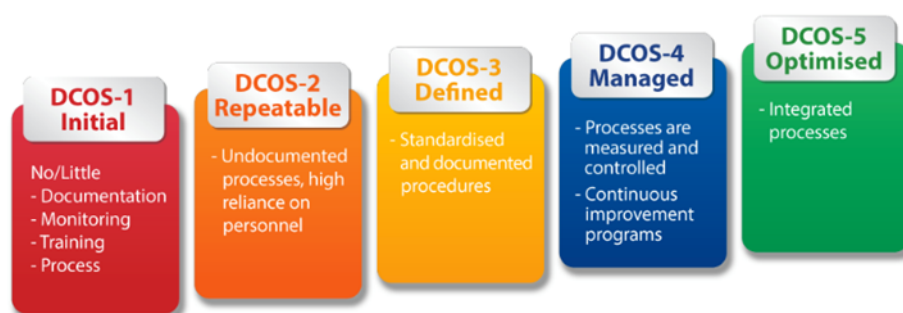 DCOS-1
Initial
No/Little
- Documentation
- Monitoring
- Training
- Process
DCOS-2
Repeatable
- Undocumented
processes, high
reliance on
personnel
DCOS-3
Defined
- Standardised
and documented
procedures
DCOS-4
Managed
- Processes are
measured and
controlled
- Continuous
improvement
programs
DCOS-5
Optimised
- Integrated
processes